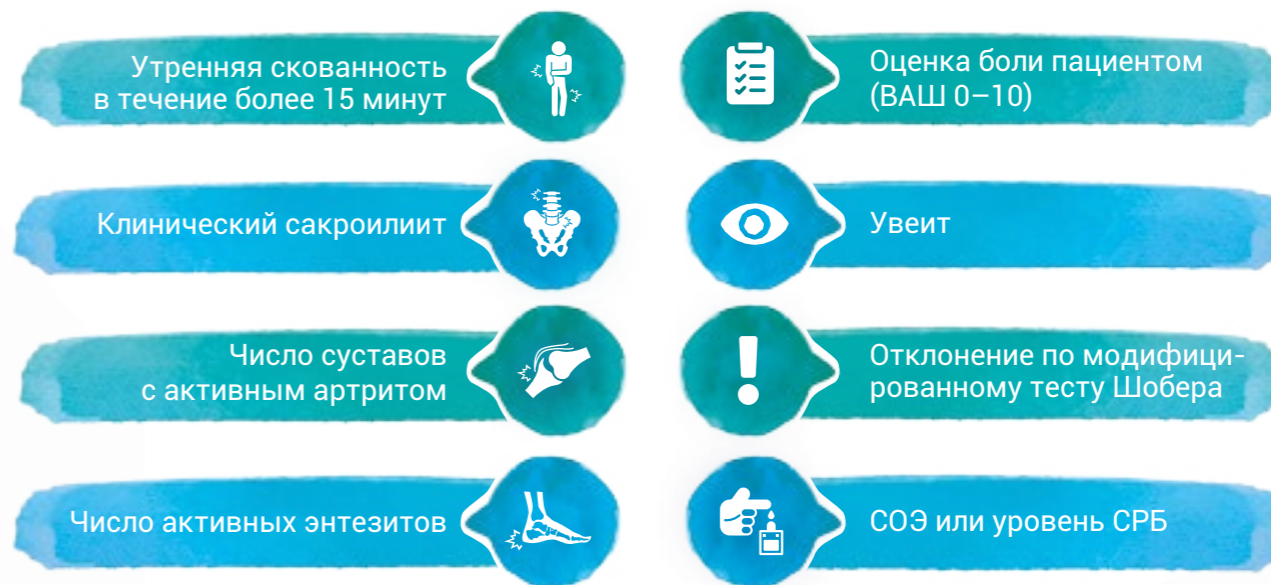 Утренняя скованность
в течение более 15 минут
Оценка боли пациентом
(ВАШ 0–10)
Клинический сакроилиит
Увеит
Число суставов
с активным артритом
Отклонение по модифици-
рованному тесту Шобера
Число активных энтезитов
СОЭ или уровень СРБ